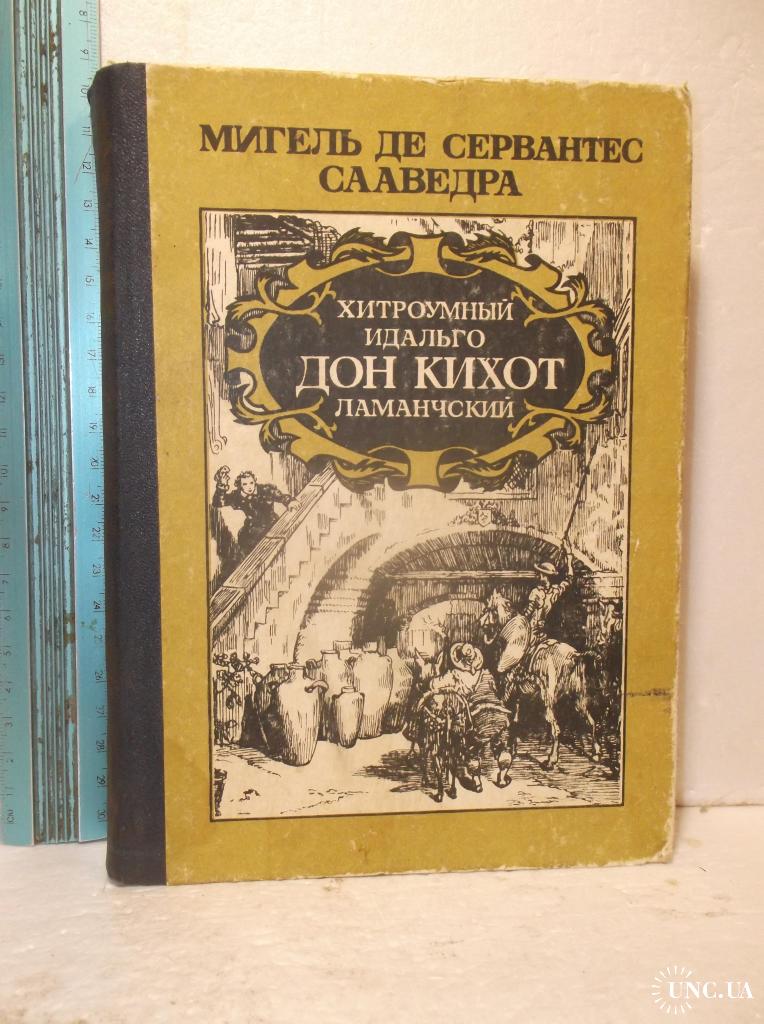 МИГЕЛЬ ДЕ СЕРВАНТЕС
СААВЕДРА
ХИТРОУМНЫЙ
ИДАЛЬГО
ДОН КИХОТ
ЛАМАНЧСКИЙ
UNC.UA